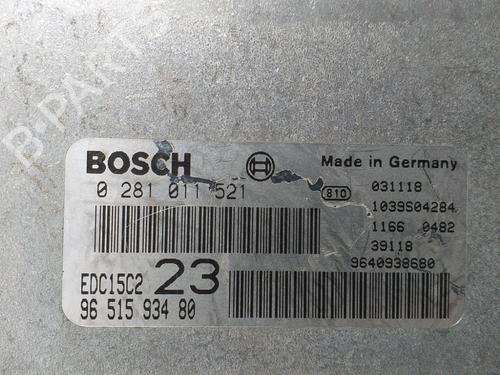 B-PARTS
BOSCH
Made in Germany
0 281 011 521
810
031118
1039S04284
1166 0482
39118
9640938680
EDC15C2 23
96 515 934 80